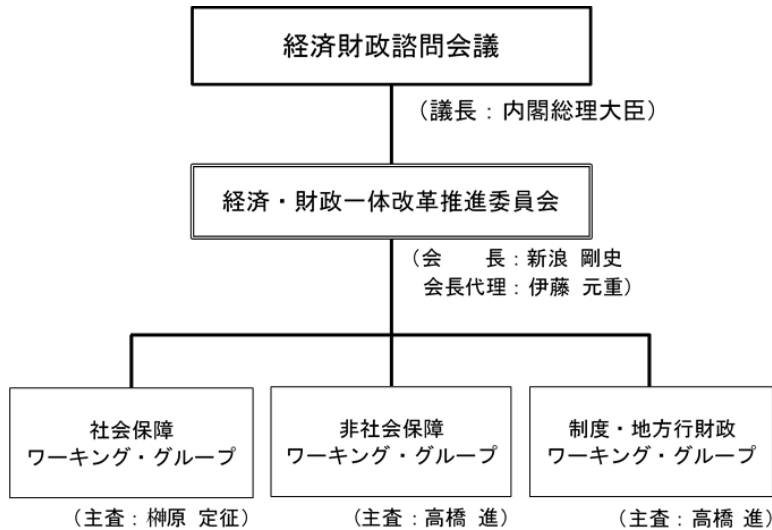 経済財政諮問会議
（議長：内閣総理大臣）
経済・財政一体改革推進委員会
（会　　長：新浪 剛史
会長代理：伊藤 元重）
社会保障
ワーキング・グループ
（主査：榊原 定征）
非社会保障
ワーキング・グループ
（主査：高橋 進）
制度・地方行財政
ワーキング・グループ
（主査：高橋 進）